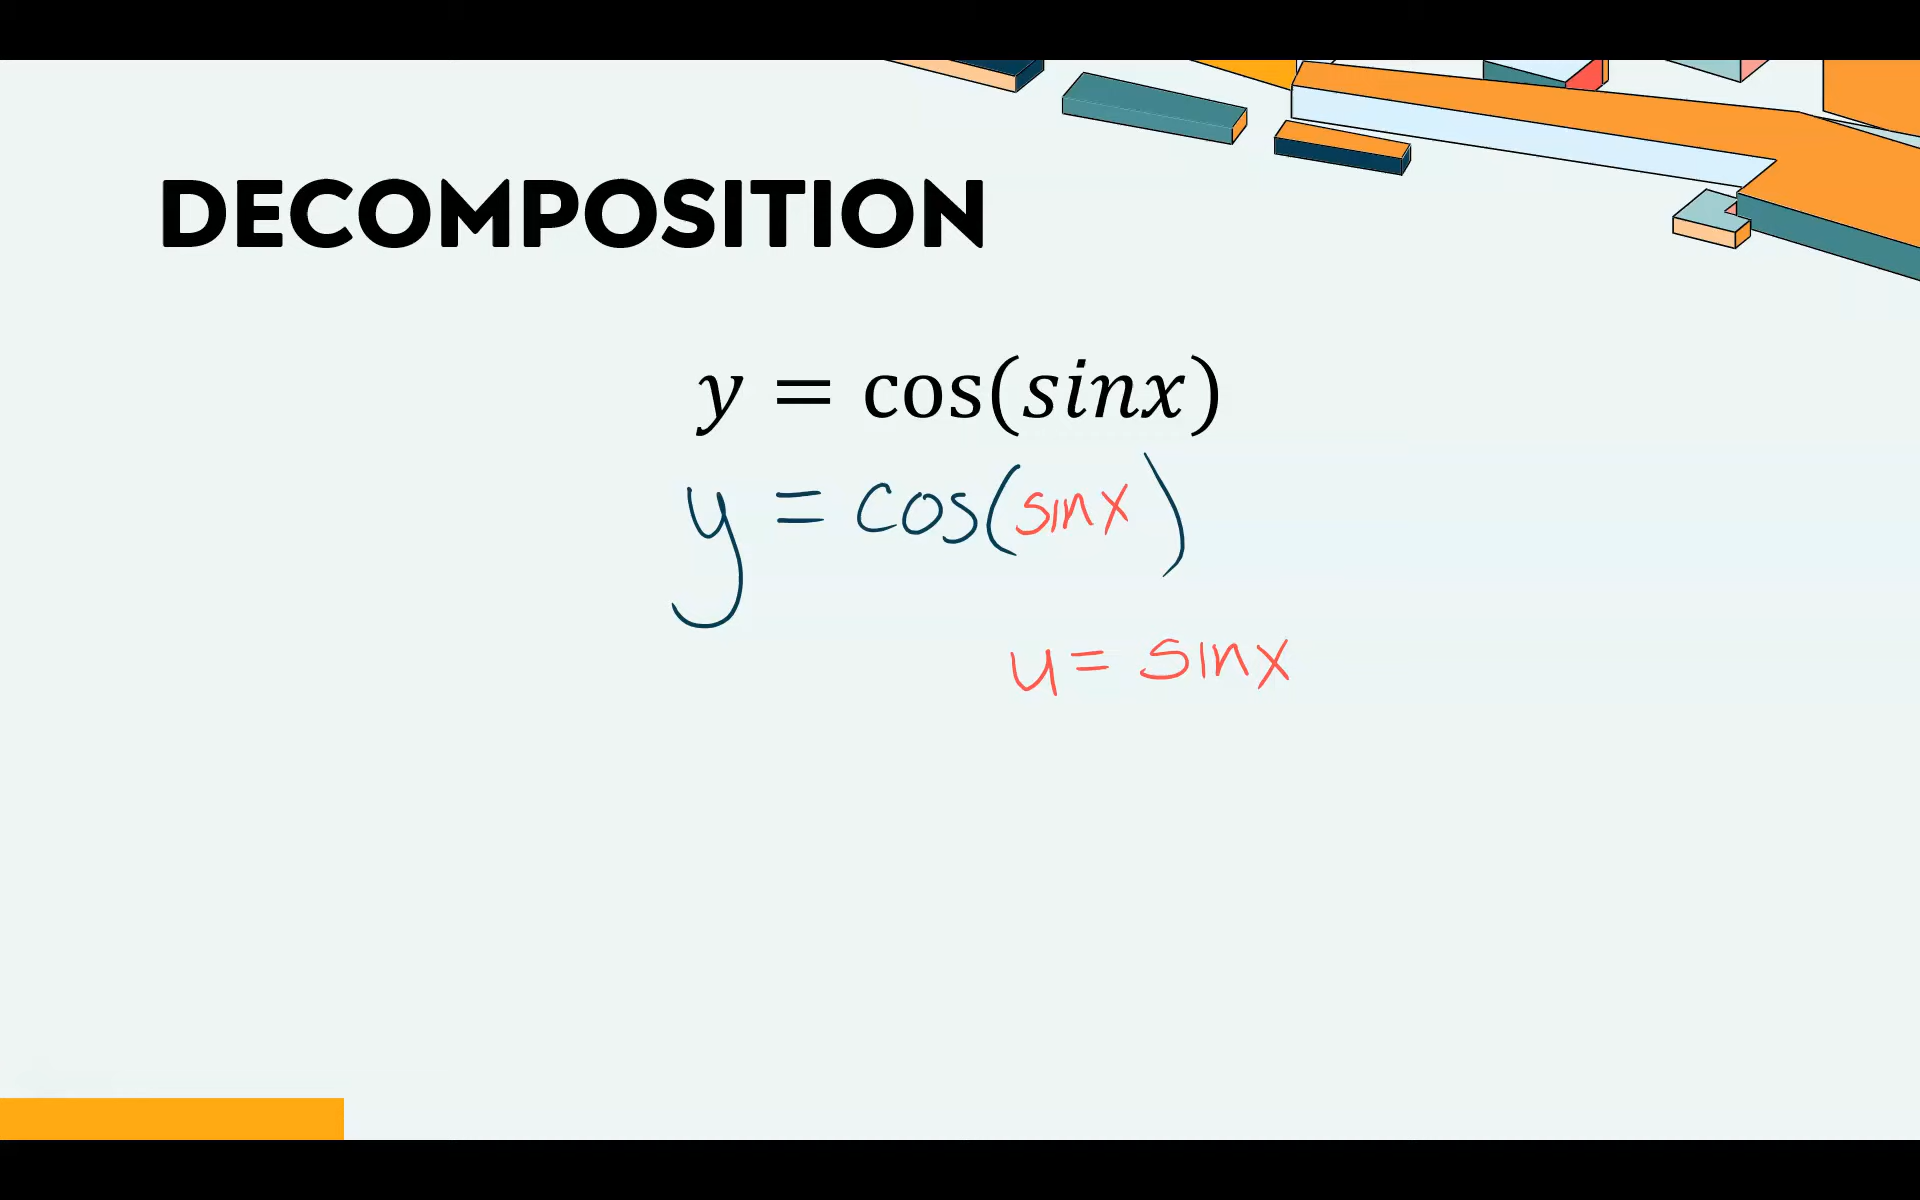 DECOMPOSITION
y = cos(sinx)
y = cos(sinx)
u = sinx